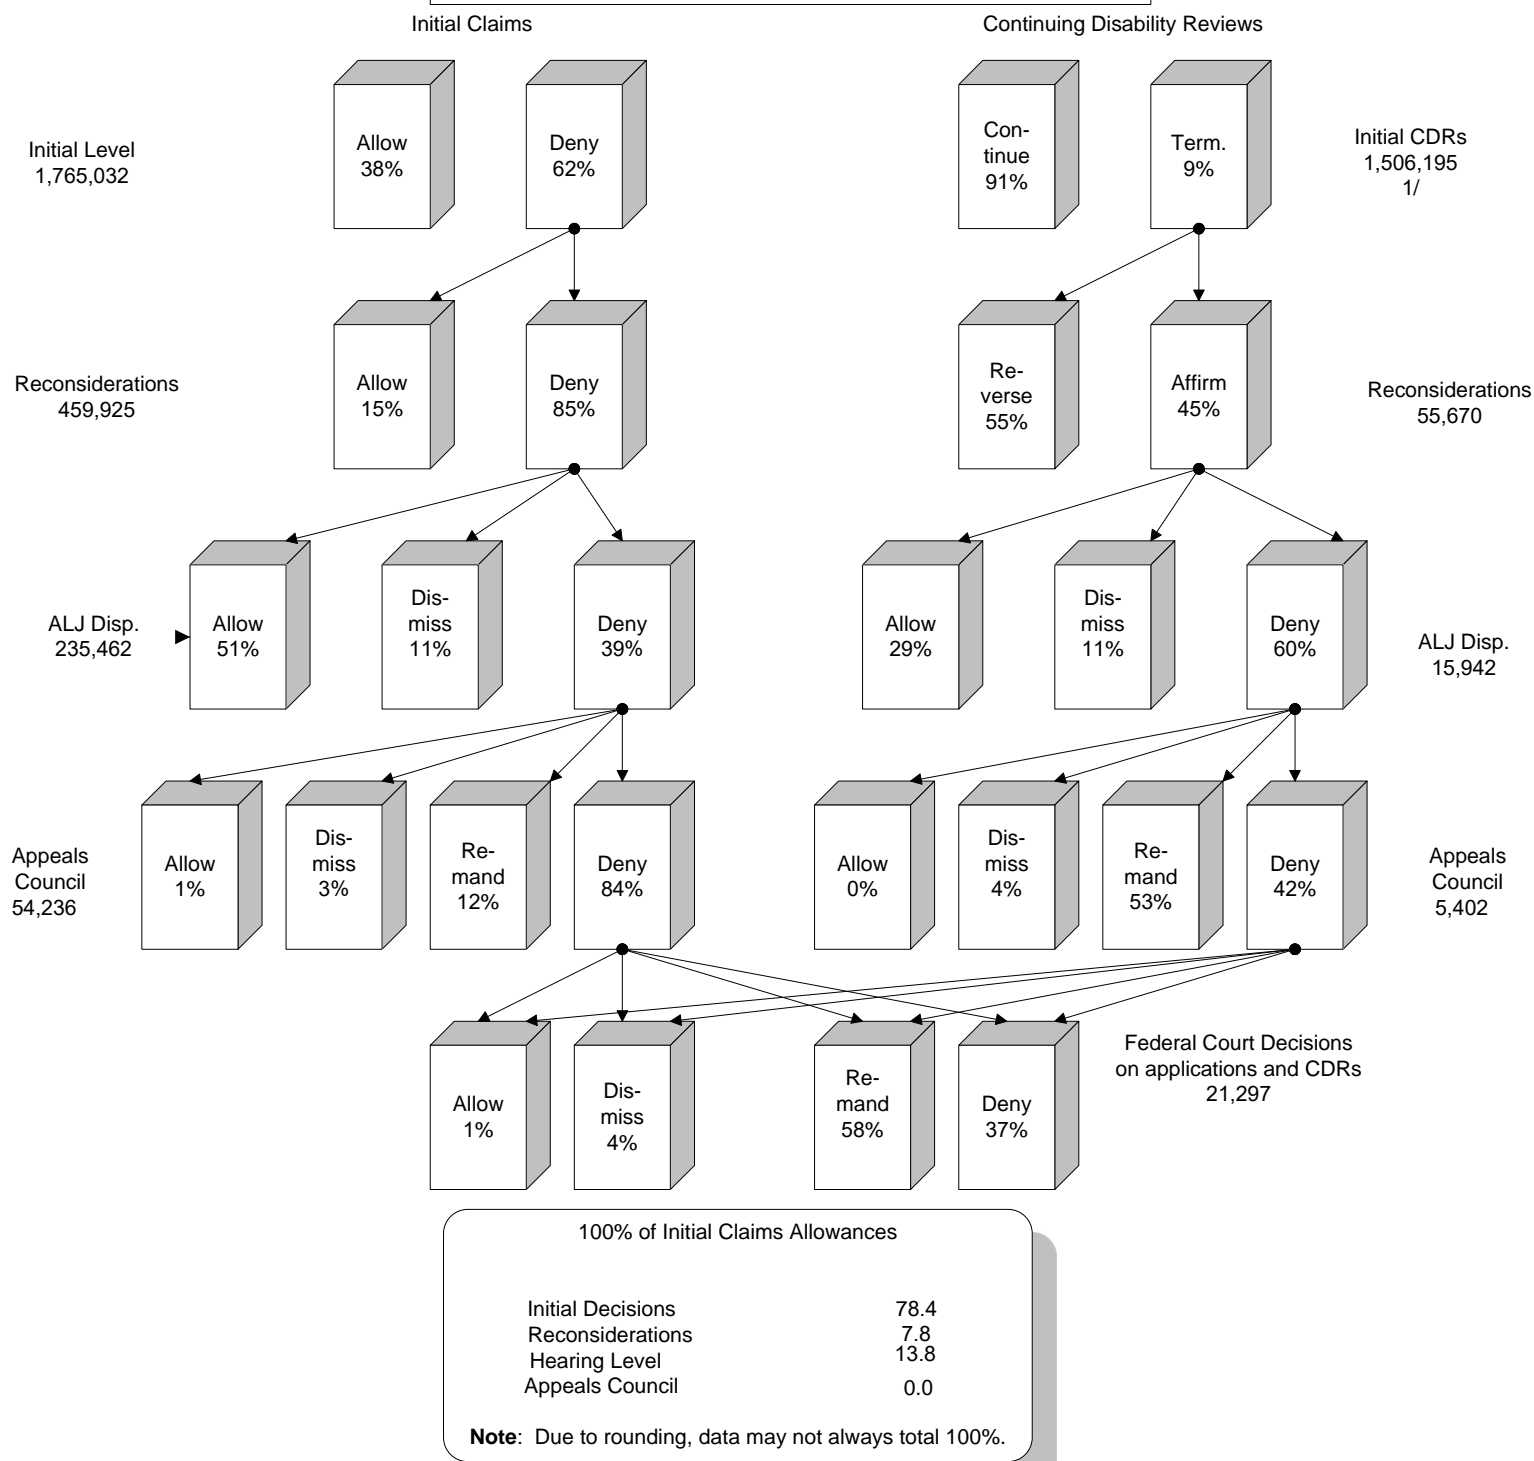 Initial Claims
Continuing Disability Reviews
Initial Level
1,765,032
Allow
38%
Deny
62%
Con-
tinue
91%
Term.
9%
Initial CDRs
1,506,195
1/
Reconsiderations
459,925
Allow
15%
Deny
85%
Re-
verse
55%
Affirm
45%
Reconsiderations
55,670
ALJ Disp.
235,462
Allow
51%
Dis-
miss
11%
Deny
39%
Allow
29%
Dis-
miss
11%
Deny
60%
ALJ Disp.
15,942
Appeals
Council
54,236
Allow
1%
Dis-
miss
3%
Re-
mand
12%
Deny
84%
Allow
0%
Dis-
miss
4%
Re-
mand
53%
Deny
42%
Appeals
Council
5,402
Allow
1%
Dis-
miss
4%
Re-
mand
58%
Deny
37%
Federal Court Decisions
on applications and CDRs
21,297
100% of Initial Claims Allowances
Initial Decisions 78.4
Reconsiderations 7.8
Hearing Level 13.8
Appeals Council 0.0
Note: Due to rounding, data may not always total 100%.